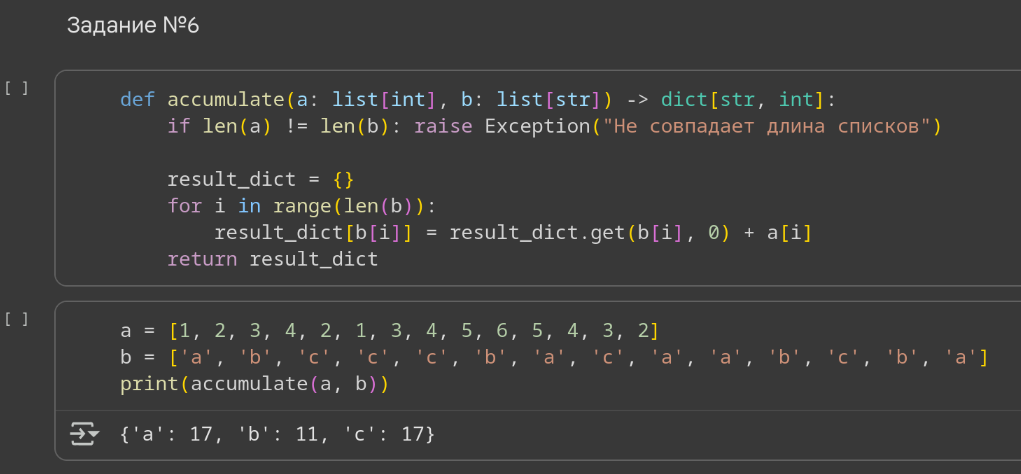 Задание №6
[ ]
def accumulate(a: list[int], b: list[str]) -> dict[str, int]:
if len(a) != len(b): raise Exception("Не совпадает длина списков")
result_dict = {}
for i in range(len(b)):
result_dict[b[i]] = result_dict.get(b[i], 0) + a[i]
return result_dict
[ ]
a = [1, 2, 3, 4, 2, 1, 3, 4, 5, 6, 5, 4, 3, 2]
b = ['a', 'b', 'c', 'c', 'c', 'b', 'a', 'c', 'a', 'a', 'b', 'c', 'b', 'a']
print(accumulate(a, b))
{'a': 17, 'b': 11, 'c': 17}